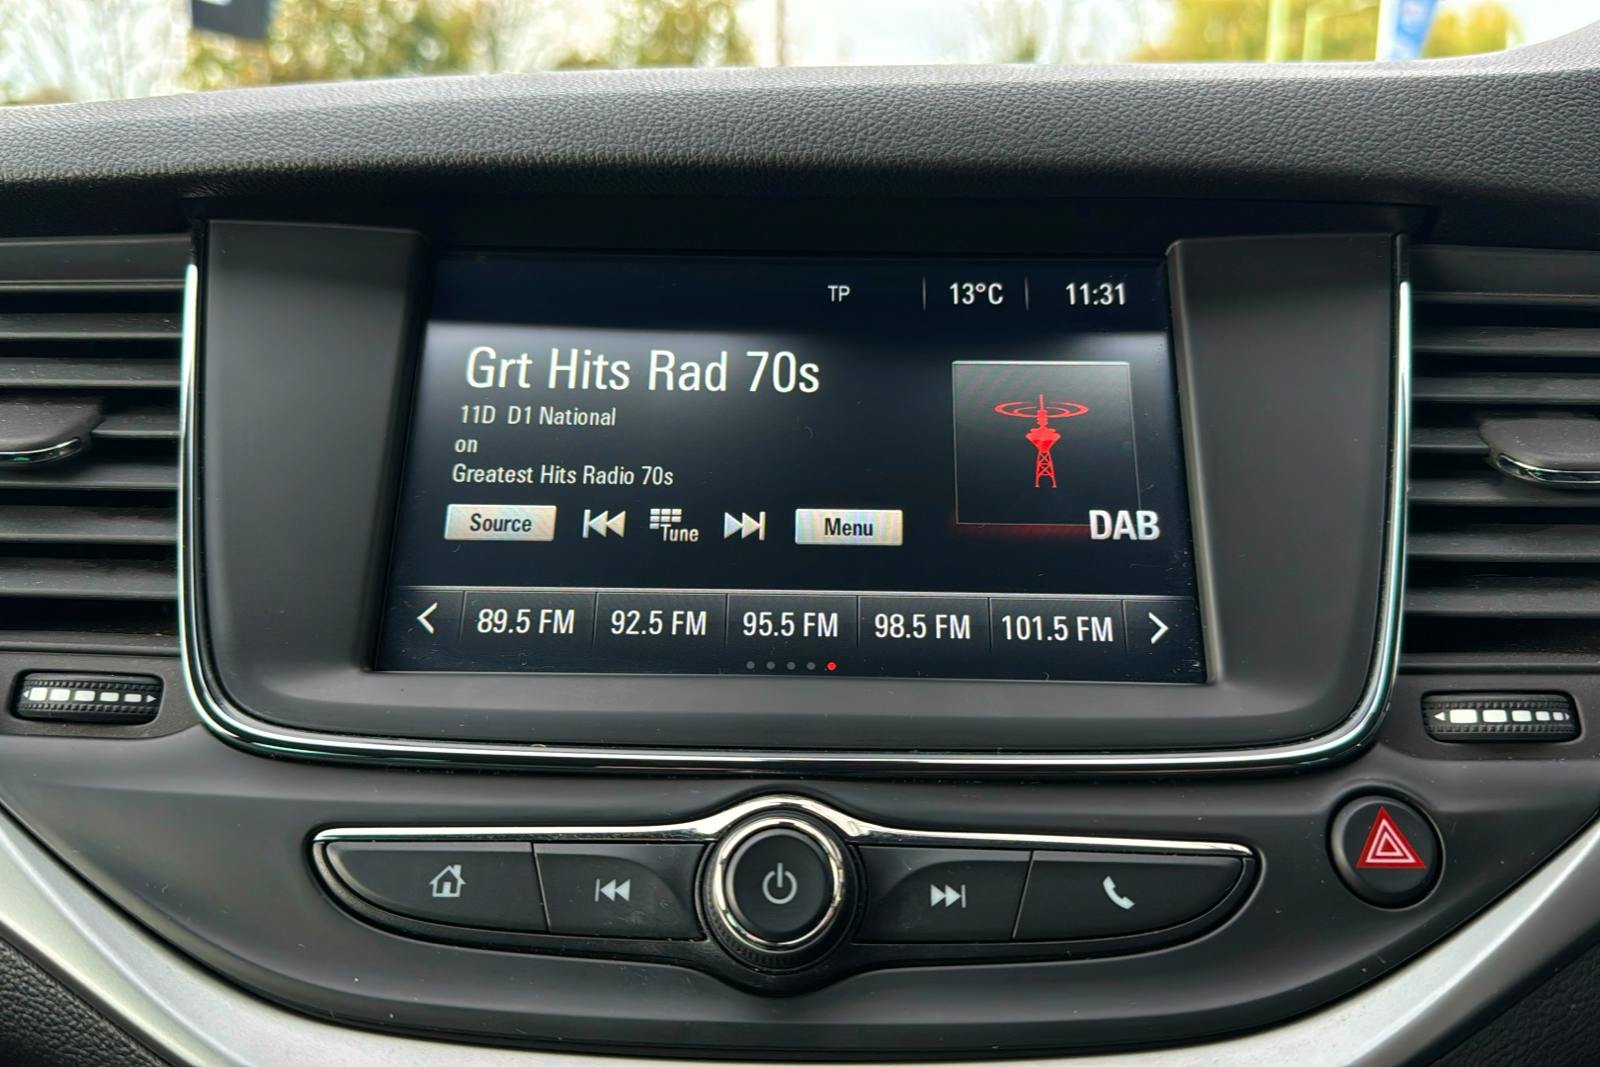 TP 13°C 11:31
Grt Hits Rad 70s
11D D1 National
on
Greatest Hits Radio 70s
Source Tune Menu
DAB
89.5 FM 92.5 FM 95.5 FM 98.5 FM 101.5 FM